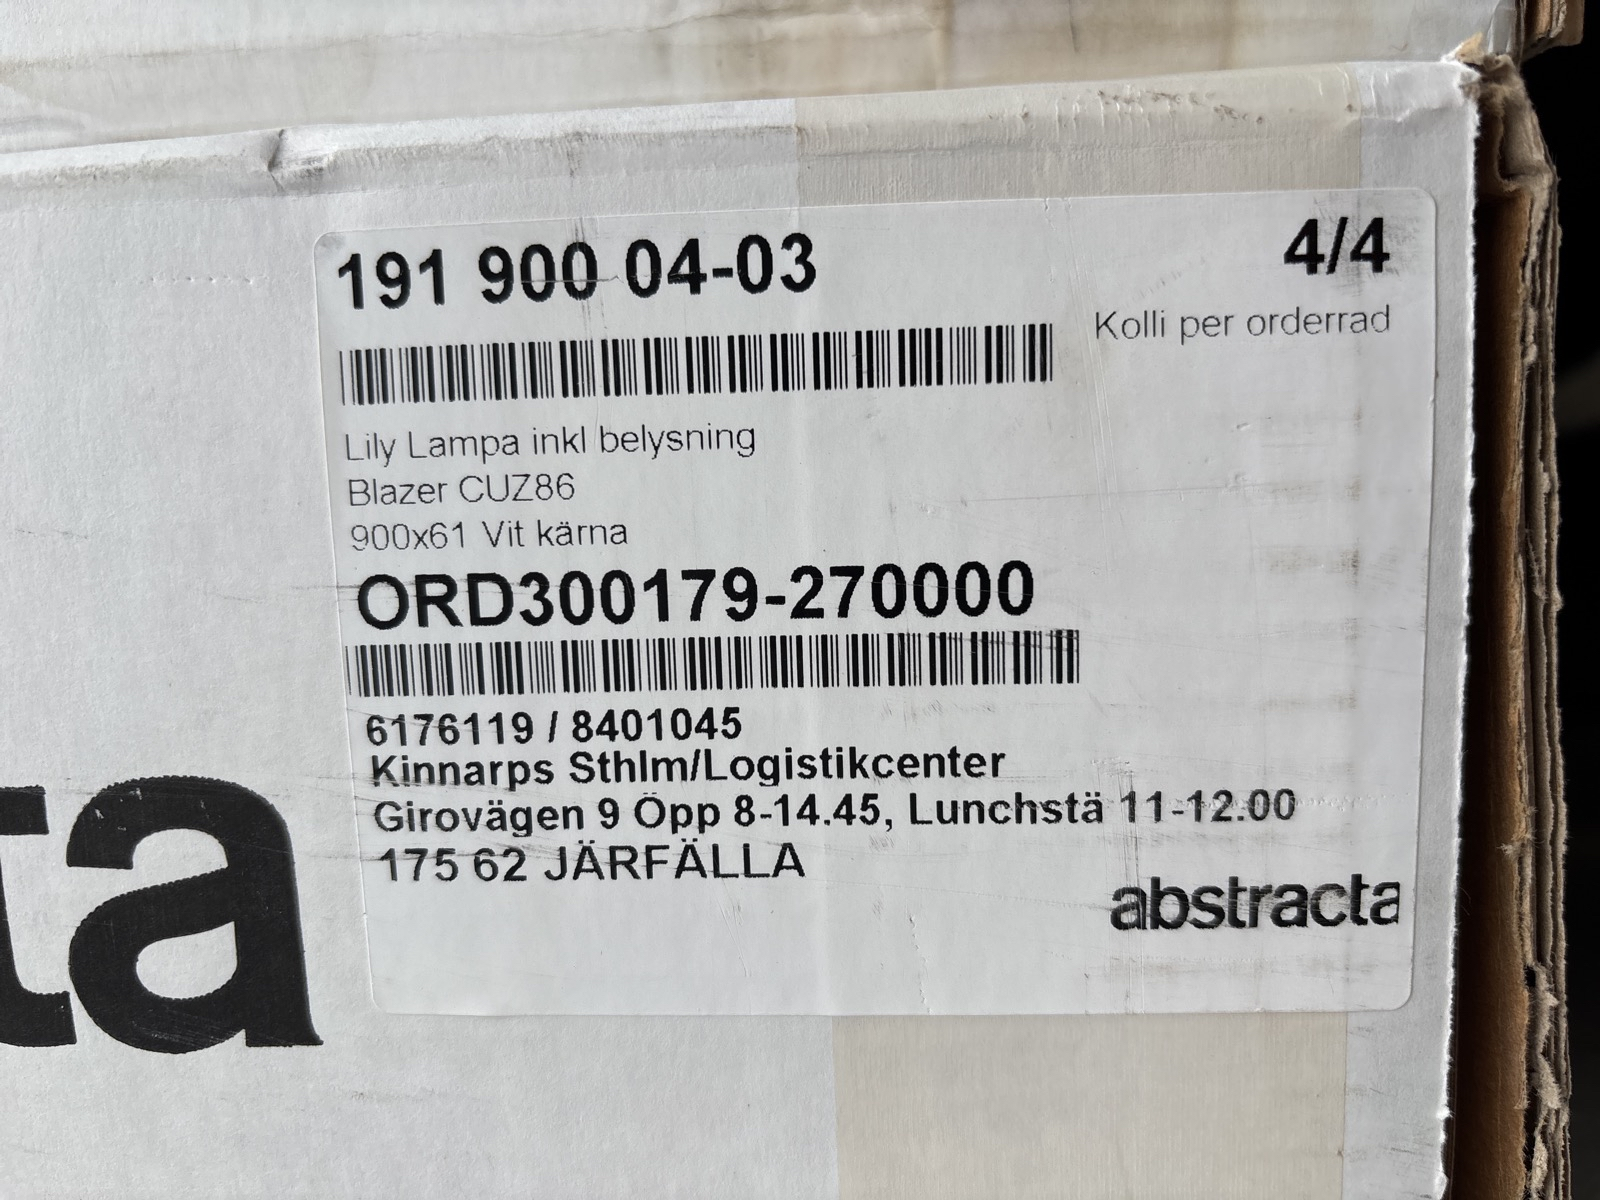 191 900 04-03
4/4
Kolli per orderrad
Lily Lampa inkl belysning
Blazer CUZ86
900x61 Vit kärna
ORD300179-270000
6176119 / 8401045
Kinnarps Sthlm/Logistikcenter
Girovägen 9 Öpp 8-14.45, Lunchstä 11-12.00
175 62 JÄRFÄLLA
abstracta
ta